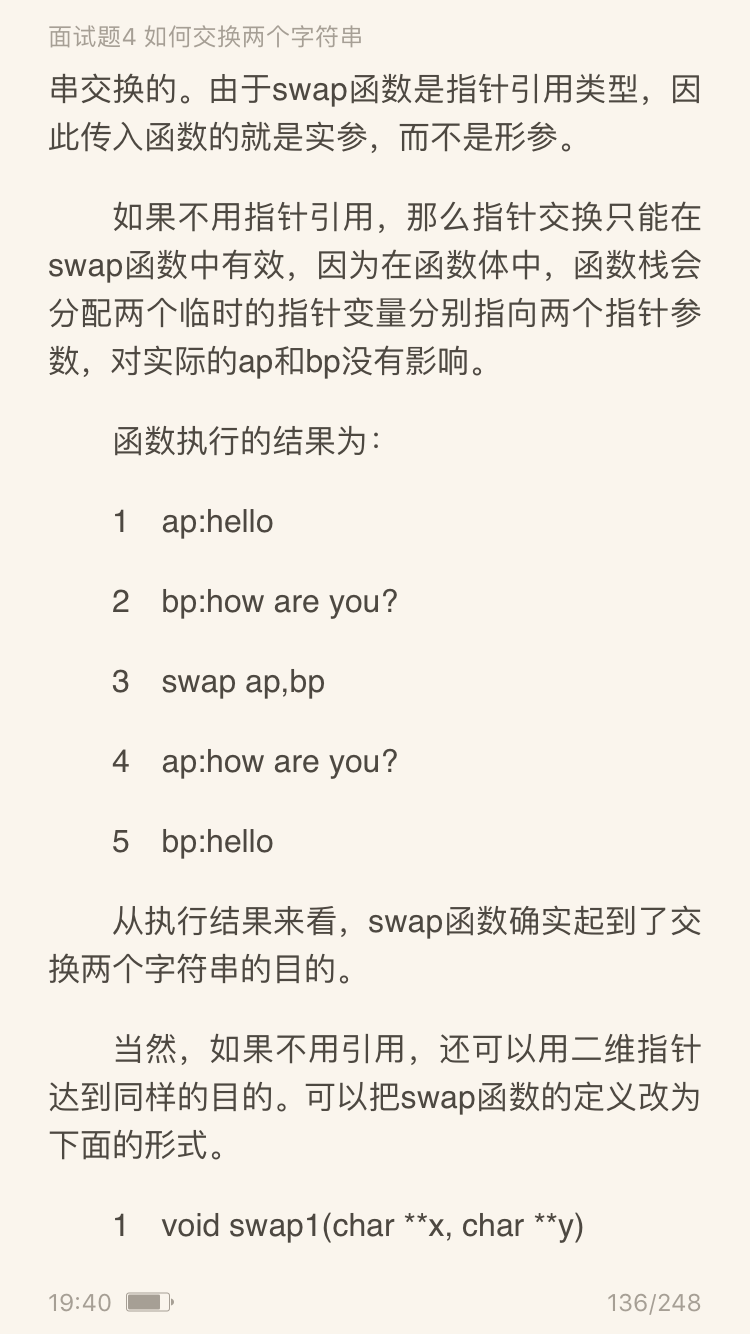 面试题4 如何交换两个字符串
串交换的。由于swap函数是指针引用类型，因
此传入函数的就是实参，而不是形参。
如果不用指针引用，那么指针交换只能在
swap函数中有效，因为在函数体中，函数栈会
分配两个临时的指针变量分别指向两个指针参
数，对实际的ap和bp没有影响。
函数执行的结果为：
1 ap:hello
2 bp:how are you?
3 swap ap,bp
4 ap:how are you?
5 bp:hello
从执行结果来看，swap函数确实起到了交
换两个字符串的目的。
当然，如果不用引用，还可以用二维指针
达到同样的目的。可以把swap函数的定义改为
下面的形式。
1 void swap1(char **x, char **y)
19:40 136/248